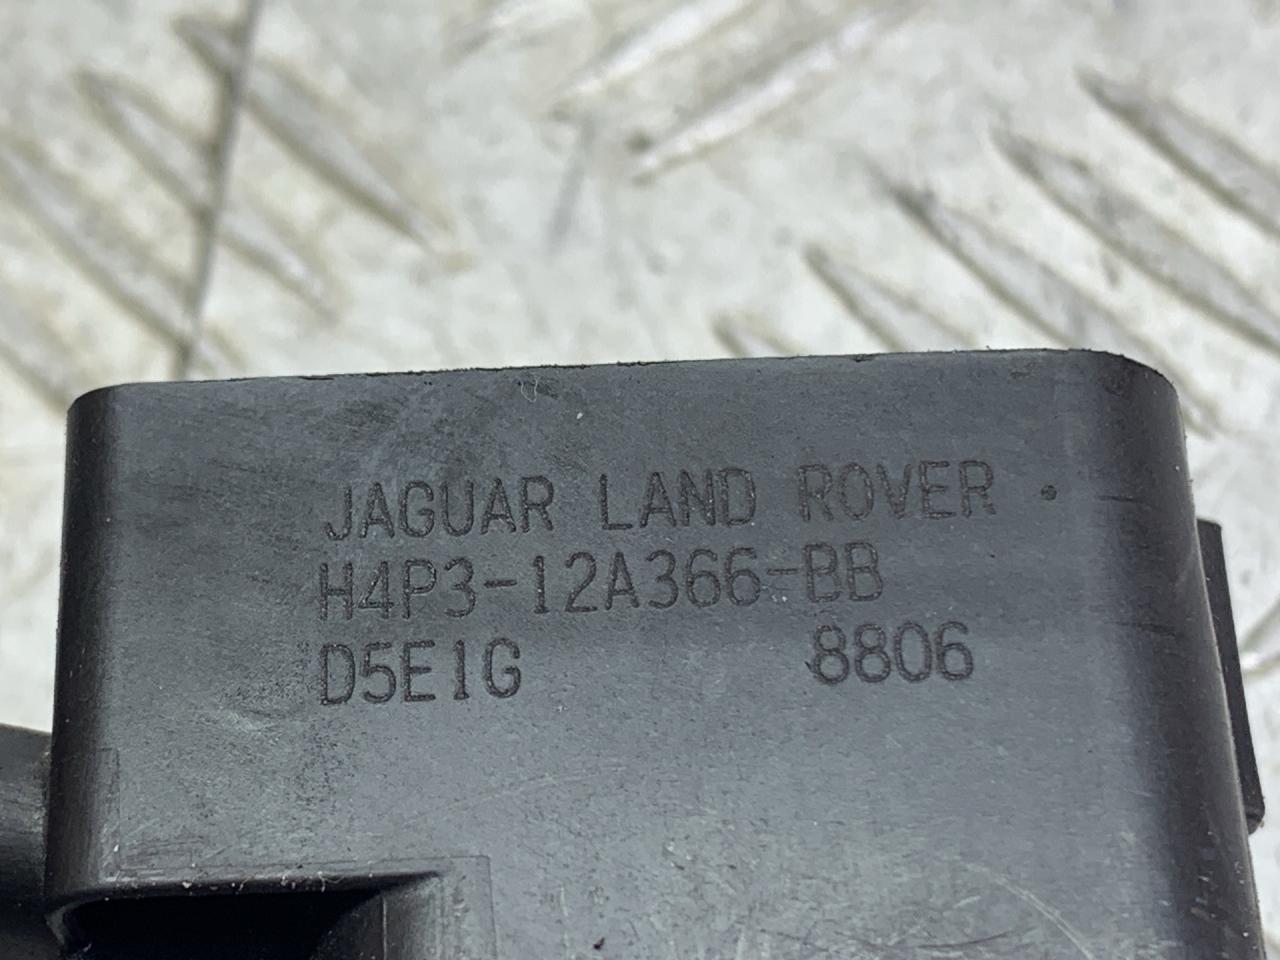 JAGUAR LAND ROVER
H4P3-12A366-BB
D5E1G 8806